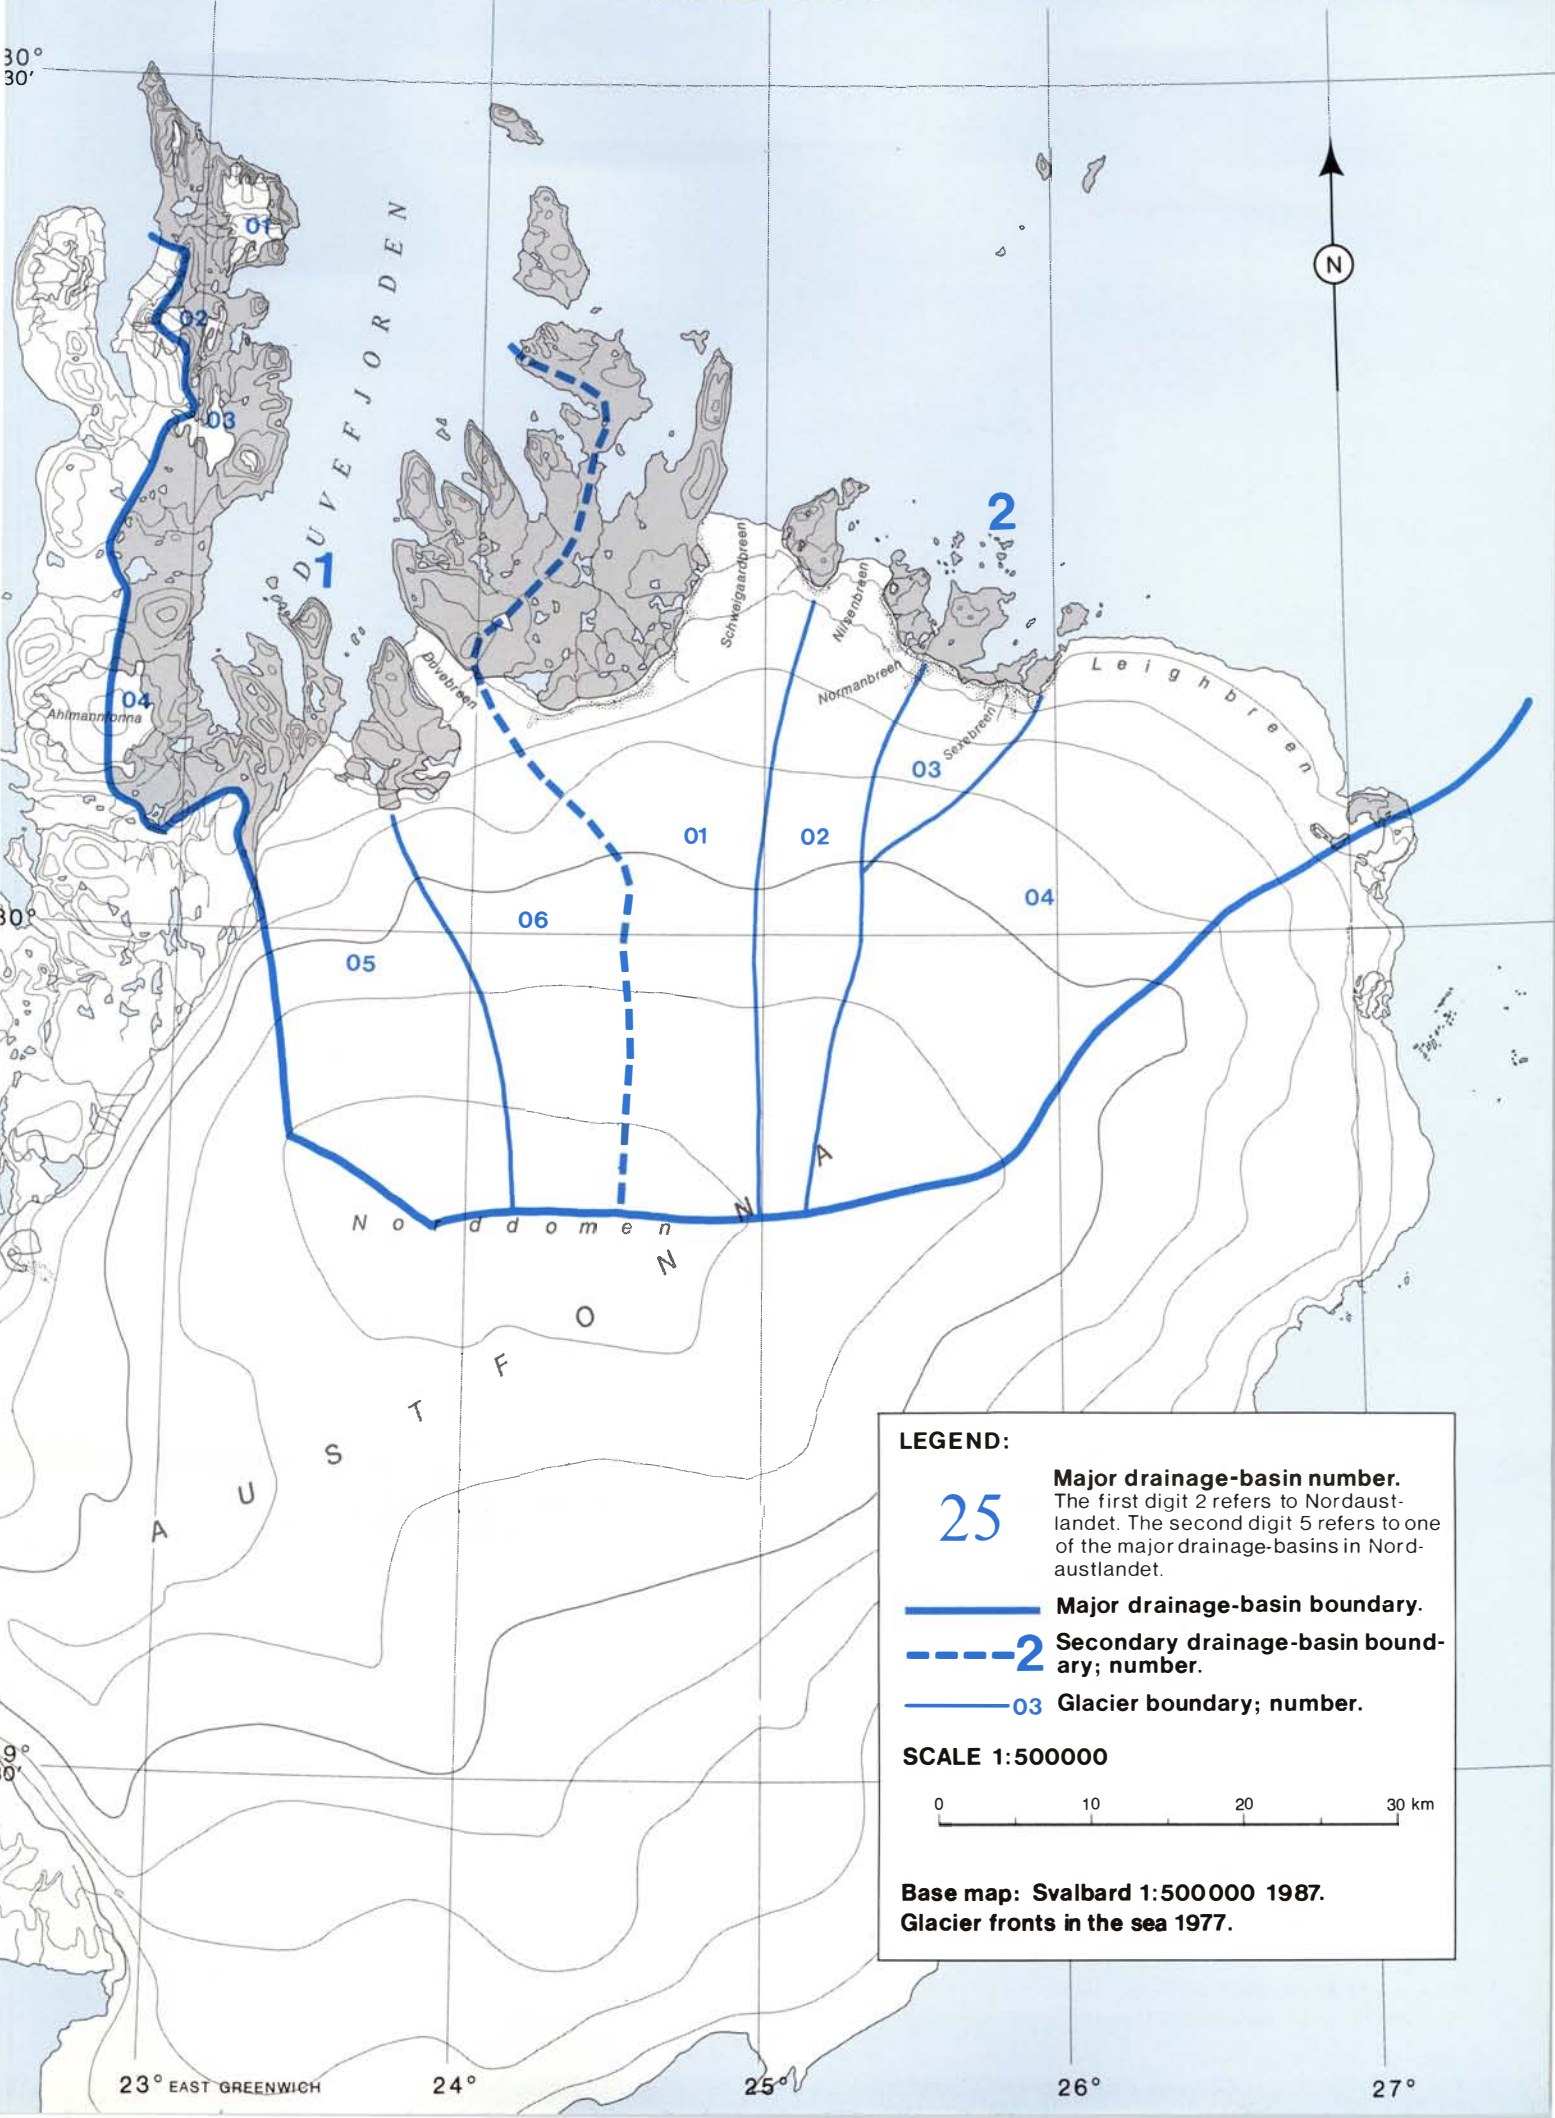 30°
30'
01
02
03
DUVEFJORDEN
1
2
Schweigaardbreen
Nilsenbraen
Duvebreen
Normanbreen
Sexebreen
Leighbreen
04
Ahlmannfonna
03
01
02
04
06
30°
05
Norddomen
AUSTFONNA
9°
30'
LEGEND:
25
Major drainage-basin number.
The first digit 2 refers to Nordaust-
landet. The second digit 5 refers to one
of the major drainage-basins in Nord-
austlandet.
Major drainage-basin boundary.
2 Secondary drainage-basin bound-
ary; number.
03 Glacier boundary; number.
SCALE 1:500000
0 10 20 30 km
Base map: Svalbard 1:500000 1987.
Glacier fronts in the sea 1977.
N
23° EAST GREENWICH 24° 25° 26° 27°